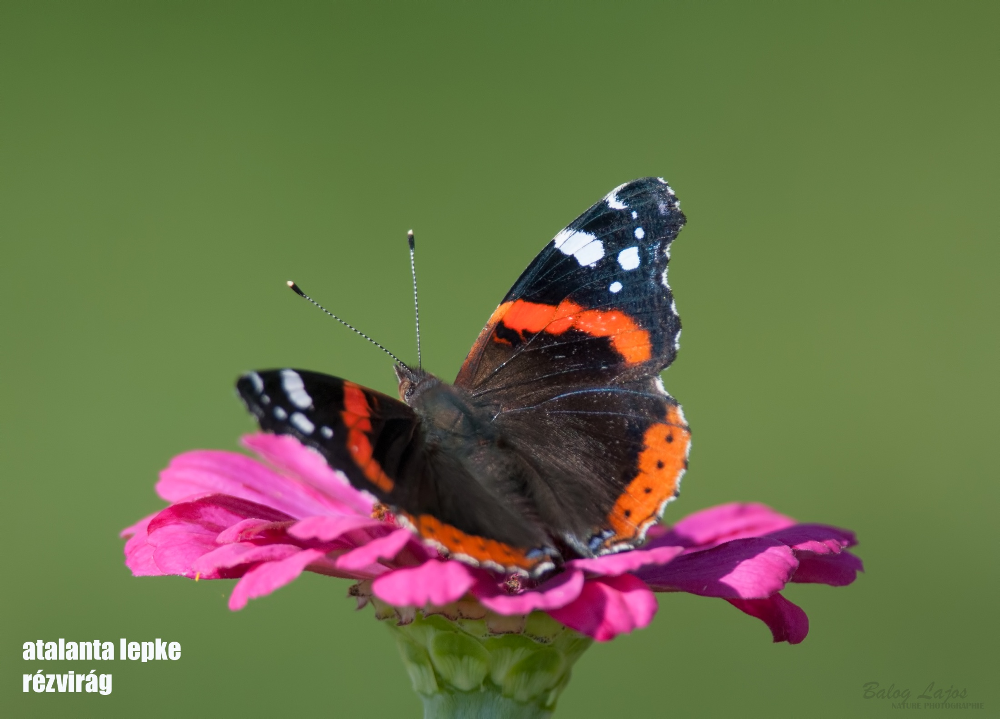 atalanta lepke
rézvirág
Balog Lajos
NATURE PHOTOGRAPHIE